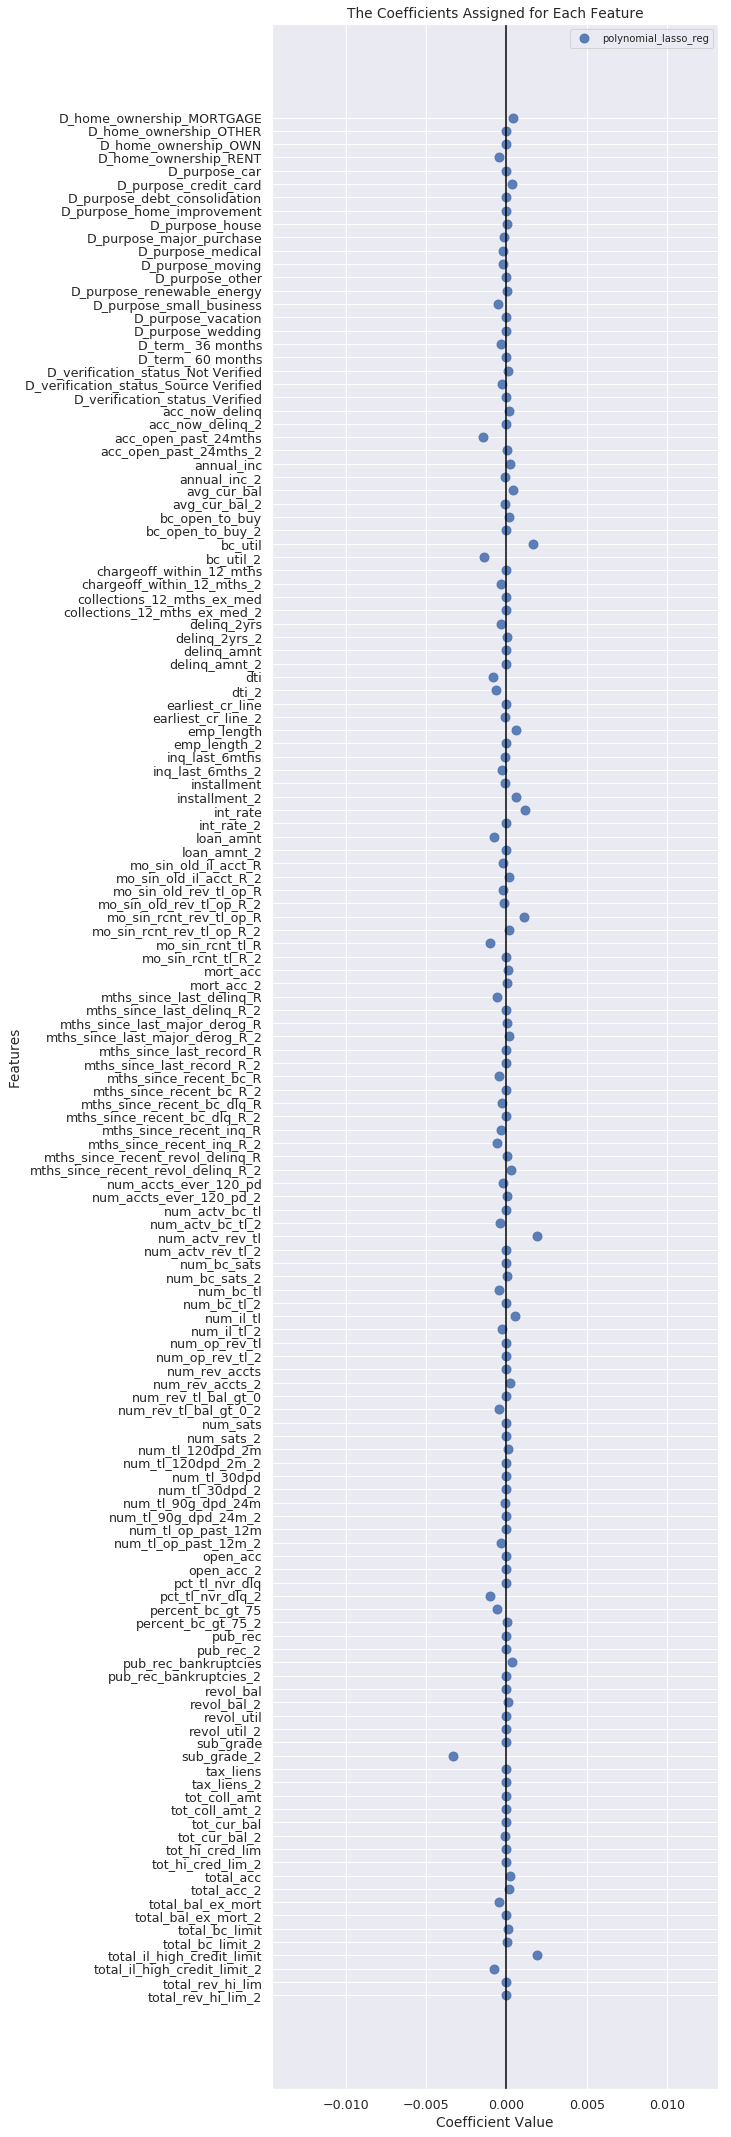 The Coefficients Assigned for Each Feature
polynomial_lasso_reg
D_home_ownership_MORTGAGE
D_home_ownership_OTHER
D_home_ownership_OWN
D_home_ownership_RENT
D_purpose_car
D_purpose_credit_card
D_purpose_debt_consolidation
D_purpose_home_improvement
D_purpose_house
D_purpose_major_purchase
D_purpose_medical
D_purpose_moving
D_purpose_other
D_purpose_renewable_energy
D_purpose_small_business
D_purpose_vacation
D_purpose_wedding
D_term_ 36 months
D_term_ 60 months
D_verification_status_Not Verified
D_verification_status_Source Verified
D_verification_status_Verified
acc_now_delinq
acc_now_delinq_2
acc_open_past_24mths
acc_open_past_24mths_2
annual_inc
annual_inc_2
avg_cur_bal
avg_cur_bal_2
bc_open_to_buy
bc_open_to_buy_2
bc_util
bc_util_2
chargeoff_within_12_mths
chargeoff_within_12_mths_2
collections_12_mths_ex_med
collections_12_mths_ex_med_2
delinq_2yrs
delinq_2yrs_2
delinq_amnt
delinq_amnt_2
dti
dti_2
earliest_cr_line
earliest_cr_line_2
emp_length
emp_length_2
inq_last_6mths
inq_last_6mths_2
installment
installment_2
int_rate
int_rate_2
loan_amnt
loan_amnt_2
mo_sin_old_il_acct_R
mo_sin_old_il_acct_R_2
mo_sin_old_rev_tl_op_R
mo_sin_old_rev_tl_op_R_2
mo_sin_rcnt_rev_tl_op_R
mo_sin_rcnt_rev_tl_op_R_2
mo_sin_rcnt_tl_R
mo_sin_rcnt_tl_R_2
mort_acc
mort_acc_2
mths_since_last_delinq_R
mths_since_last_delinq_R_2
mths_since_last_major_derog_R
mths_since_last_major_derog_R_2
mths_since_last_record_R
mths_since_last_record_R_2
mths_since_recent_bc_R
mths_since_recent_bc_R_2
mths_since_recent_bc_dlq_R
mths_since_recent_bc_dlq_R_2
mths_since_recent_inq_R
mths_since_recent_inq_R_2
mths_since_recent_revol_delinq_R
mths_since_recent_revol_delinq_R_2
num_accts_ever_120_pd
num_accts_ever_120_pd_2
num_actv_bc_tl
num_actv_bc_tl_2
num_actv_rev_tl
num_actv_rev_tl_2
num_bc_sats
num_bc_sats_2
num_bc_tl
num_bc_tl_2
num_il_tl
num_il_tl_2
num_op_rev_tl
num_op_rev_tl_2
num_rev_accts
num_rev_accts_2
num_rev_tl_bal_gt_0
num_rev_tl_bal_gt_0_2
num_sats
num_sats_2
num_tl_120dpd_2m
num_tl_120dpd_2m_2
num_tl_30dpd
num_tl_30dpd_2
num_tl_90g_dpd_24m
num_tl_90g_dpd_24m_2
num_tl_op_past_12m
num_tl_op_past_12m_2
open_acc
open_acc_2
pct_tl_nvr_dlq
pct_tl_nvr_dlq_2
percent_bc_gt_75
percent_bc_gt_75_2
pub_rec
pub_rec_2
pub_rec_bankruptcies
pub_rec_bankruptcies_2
revol_bal
revol_bal_2
revol_util
revol_util_2
sub_grade
sub_grade_2
tax_liens
tax_liens_2
tot_coll_amt
tot_coll_amt_2
tot_cur_bal
tot_cur_bal_2
tot_hi_cred_lim
tot_hi_cred_lim_2
total_acc
total_acc_2
total_bal_ex_mort
total_bal_ex_mort_2
total_bc_limit
total_bc_limit_2
total_il_high_credit_limit
total_il_high_credit_limit_2
total_rev_hi_lim
total_rev_hi_lim_2
Features
−0.010 −0.005 0.000 0.005 0.010
Coefficient Value